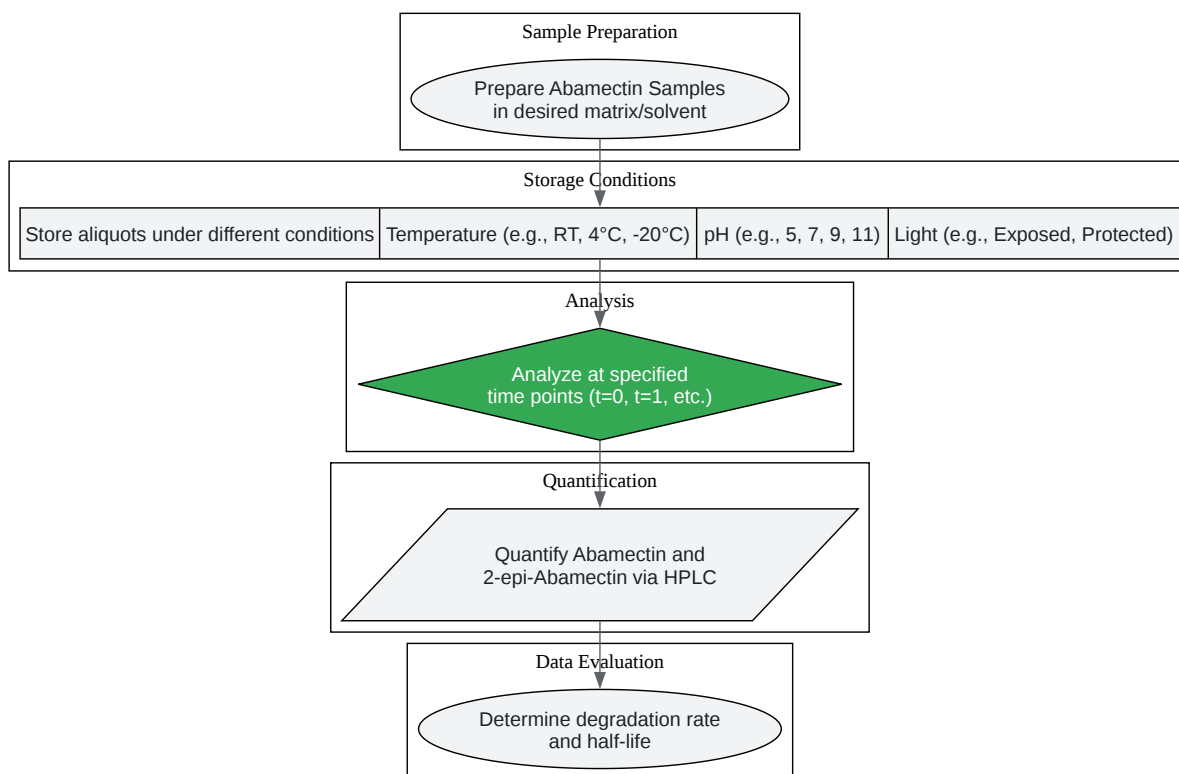 Sample Preparation
Prepare Abamectin Samples
in desired matrix/solvent
Storage Conditions
Store aliquots under different conditions
Temperature (e.g., RT, 4°C, -20°C)
pH (e.g., 5, 7, 9, 11)
Light (e.g., Exposed, Protected)
Analysis
Analyze at specified
time points (t=0, t=1, etc.)
Quantification
Quantify Abamectin and
2-epi-Abamectin via HPLC
Data Evaluation
Determine degradation rate
and half-life